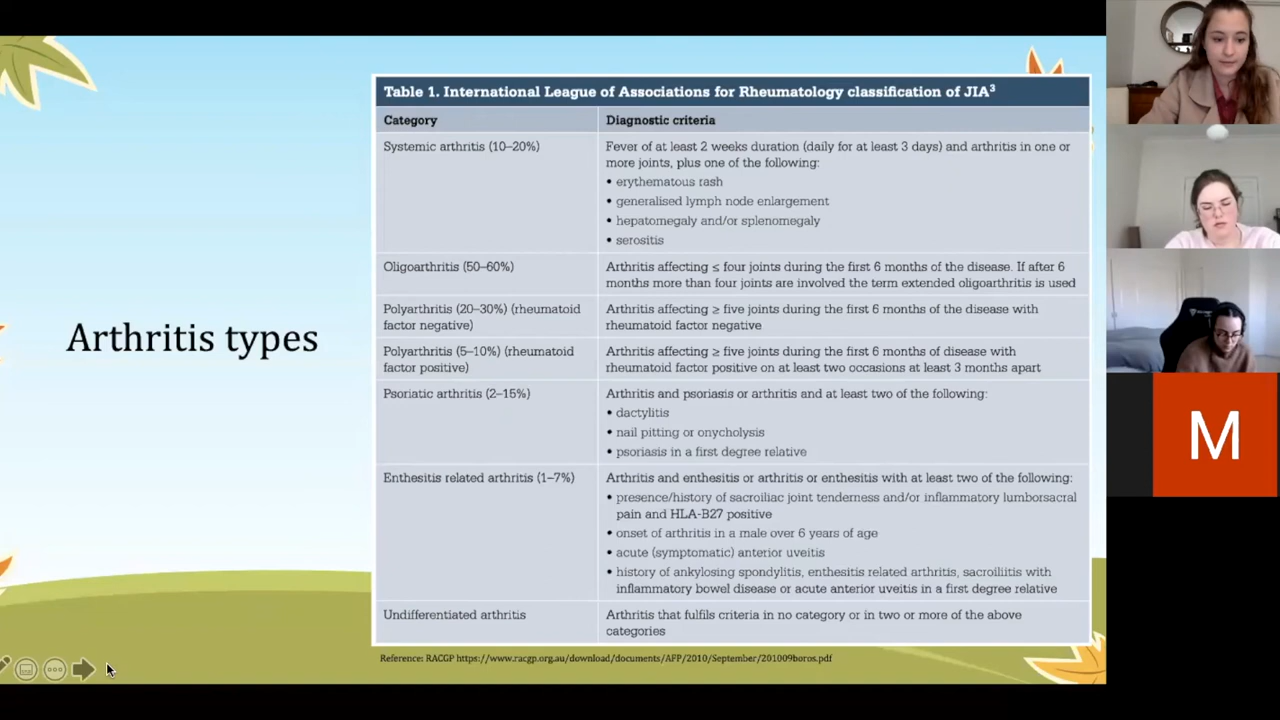 Arthritis types
Table 1. International League of Associations for Rheumatology classification of JIA³
Category
Diagnostic criteria
Systemic arthritis (10–20%)
Fever of at least 2 weeks duration (daily for at least 3 days) and arthritis in one or
more joints, plus one of the following:
• erythematous rash
• generalised lymph node enlargement
• hepatomegaly and/or splenomegaly
• serositis
Oligoarthritis (50–60%)
Arthritis affecting ≤ four joints during the first 6 months of the disease. If after 6
months more than four joints are involved the term extended oligoarthritis is used
Polyarthritis (20–30%) (rheumatoid
factor negative)
Arthritis affecting ≥ five joints during the first 6 months of the disease with
rheumatoid factor negative
Polyarthritis (5–10%) (rheumatoid
factor positive)
Arthritis affecting ≥ five joints during the first 6 months of disease with
rheumatoid factor positive on at least two occasions at least 3 months apart
Psoriatic arthritis (2–15%)
Arthritis and psoriasis or arthritis and at least two of the following:
• dactylitis
• nail pitting or onycholysis
• psoriasis in a first degree relative
Enthesitis related arthritis (1–7%)
Arthritis and enthesitis or arthritis or enthesitis with at least two of the following:
• presence/history of sacroiliac joint tenderness and/or inflammatory lumborsacral
pain and HLA-B27 positive
• onset of arthritis in a male over 6 years of age
• acute (symptomatic) anterior uveitis
• history of ankylosing spondylitis, enthesitis related arthritis, sacroiliitis with
inflammatory bowel disease or acute anterior uveitis in a first degree relative
Undifferentiated arthritis
Arthritis that fulfils criteria in no category or in two or more of the above
categories
Reference: RACGP https://www.racgp.org.au/download/documents/AFP/2010/September/201009boros.pdf
M